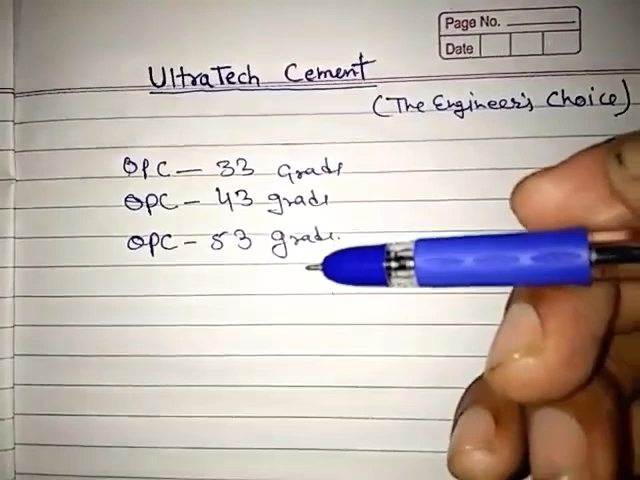 Page No.
Date
UltraTech Cement
(The Engineer's Choice)
OPC - 33 Grade
OPC - 43 grade
OPC - 53 grade.